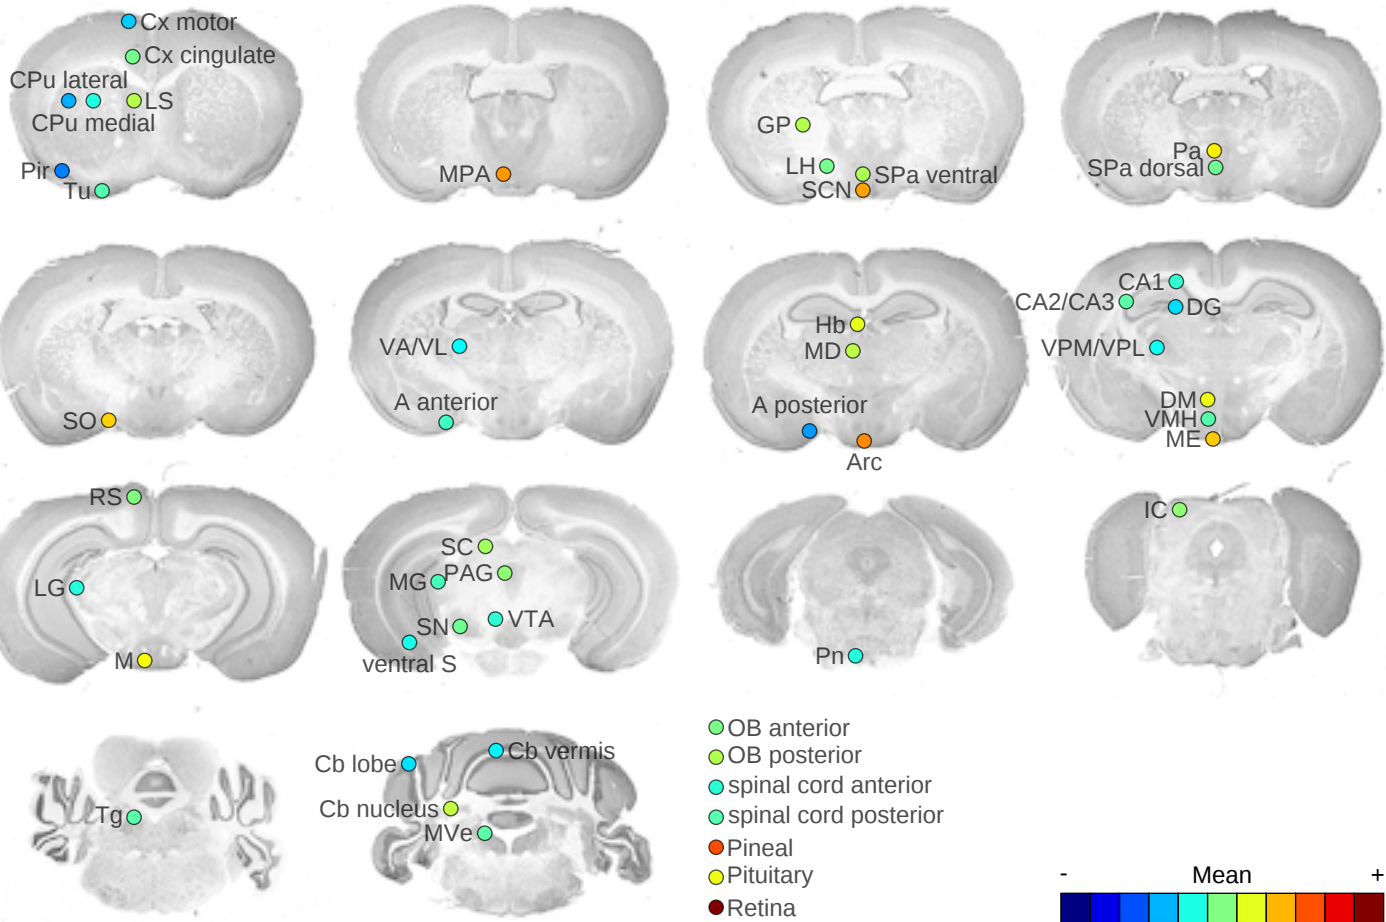 Cx motor
Cx cingulate
CPu lateral
LS
CPu medial
Pir
Tu
MPA
GP
LH
SPa ventral
SCN
Pa
SPa dorsal
SO
VA/VL
A anterior
Hb
MD
A posterior
Arc
CA1
CA2/CA3
DG
VPM/VPL
DM
VMH
ME
RS
LG
M
SC
PAG
MG
VTA
SN
ventral S
Pn
IC
Tg
Cb vermis
Cb lobe
Cb nucleus
MVe
OB anterior
OB posterior
spinal cord anterior
spinal cord posterior
Pineal
Pituitary
Retina
- Mean +